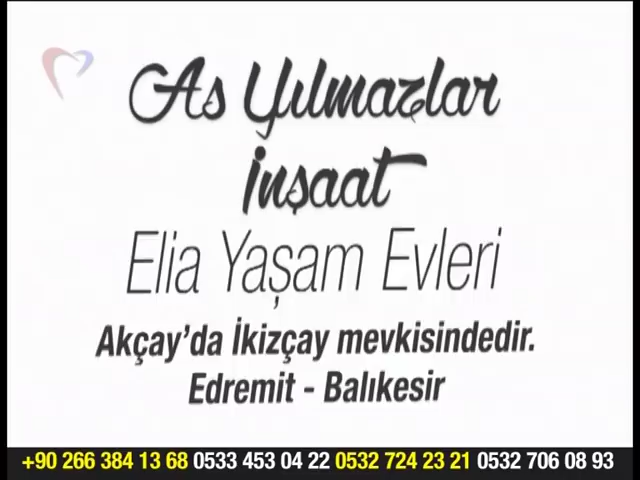 As Yılmazlar
İnşaat
Elia Yaşam Evleri
Akçay'da İkizçay mevkisindedir.
Edremit - Balıkesir
+90 266 384 13 68 0533 453 04 22 0532 724 23 21 0532 706 08 93